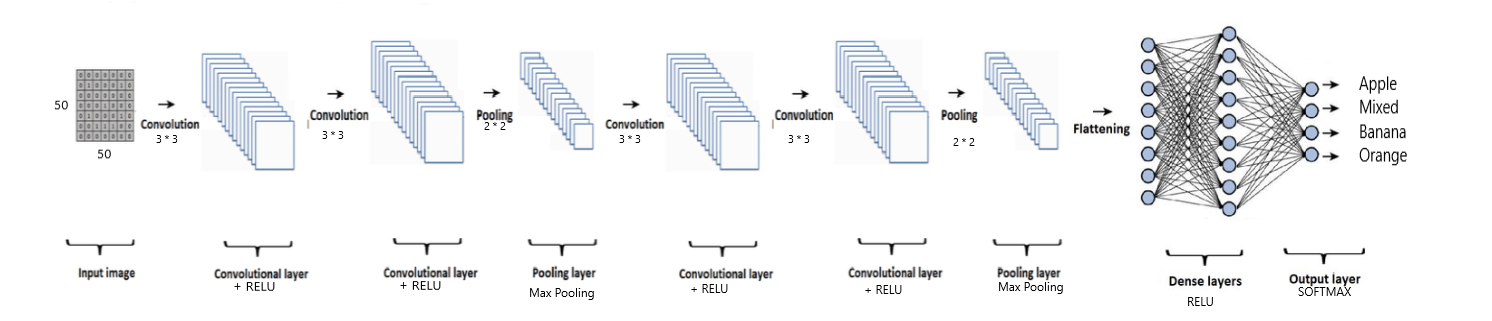 50
50
Convolution
3 * 3
Convolution
3 * 3
Pooling
2 * 2
Convolution
3 * 3
Convolution
3 * 3
Pooling
2 * 2
Flattening
Apple
Mixed
Banana
Orange
Input image
Convolutional layer
+ RELU
Convolutional layer
+ RELU
Pooling layer
Max Pooling
Convolutional layer
+ RELU
Convolutional layer
+ RELU
Pooling layer
Max Pooling
Dense layers
RELU
Output layer
SOFTMAX